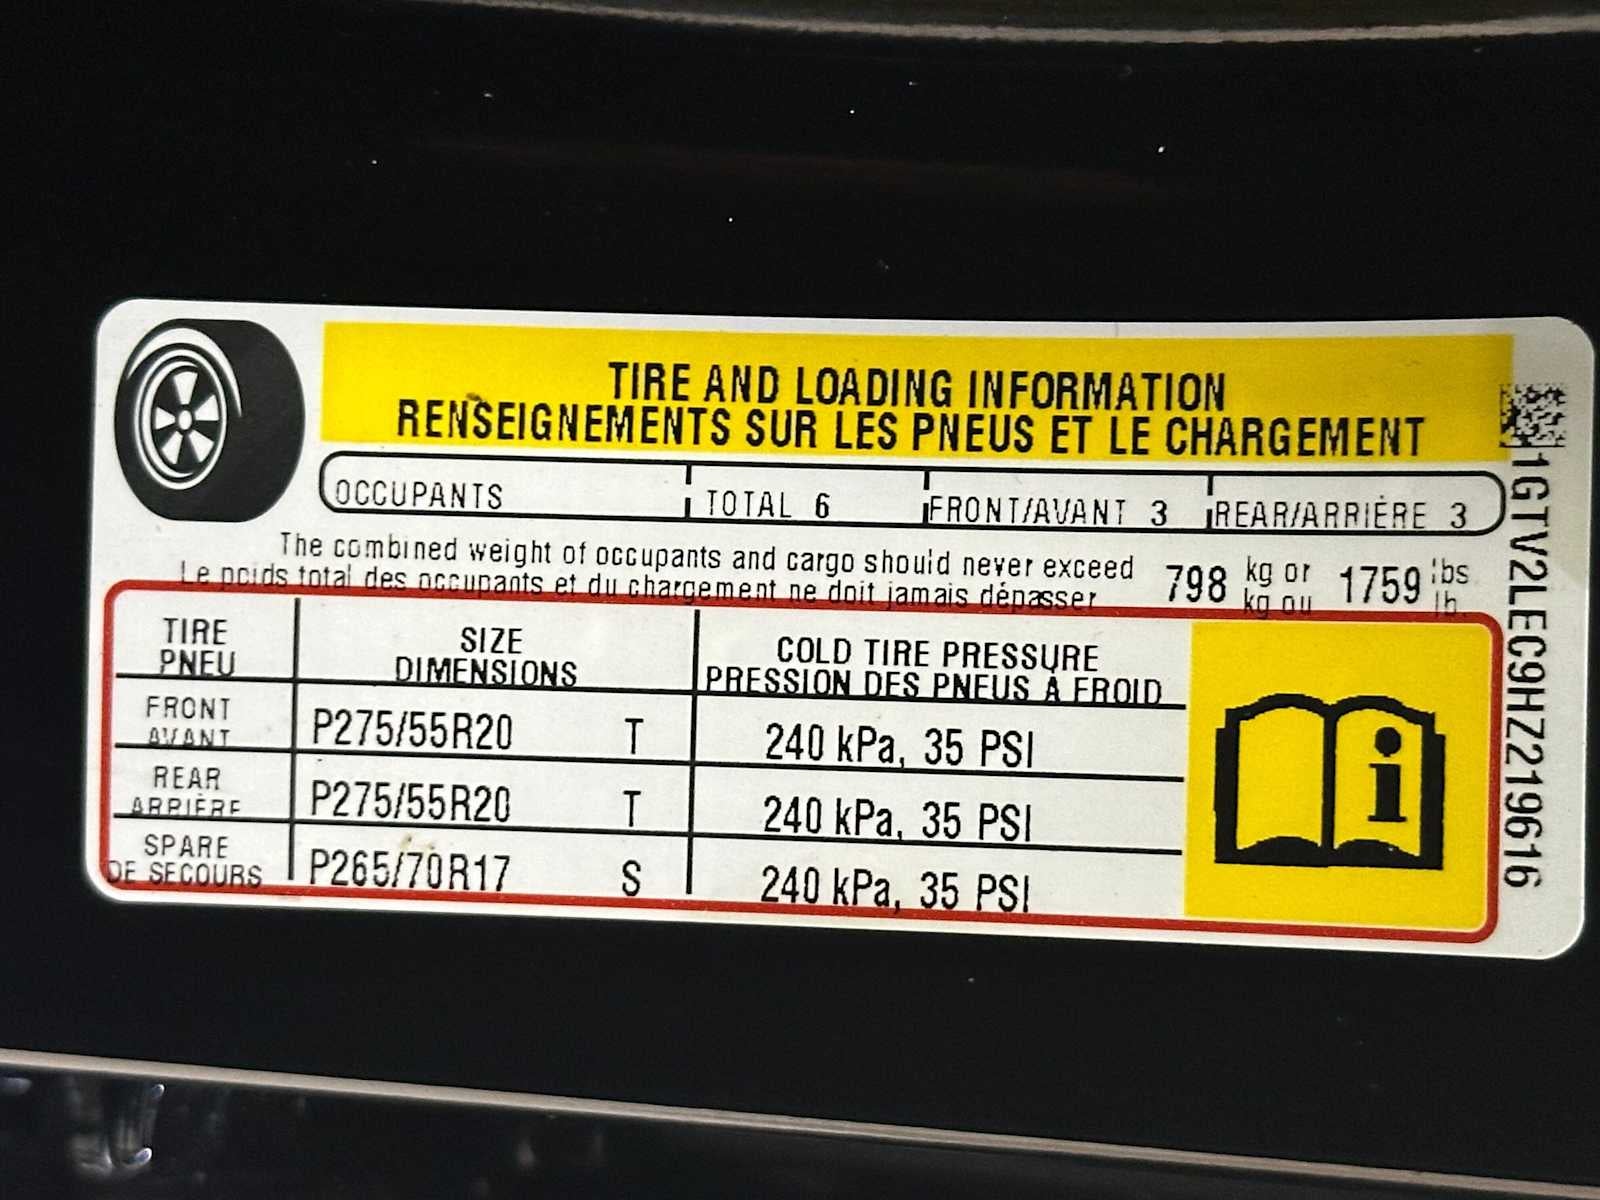 TIRE AND LOADING INFORMATION
RENSEIGNEMENTS SUR LES PNEUS ET LE CHARGEMENT
OCCUPANTS TOTAL 6 FRONT/AVANT 3 REAR/ARRIÈRE 3
The combined weight of occupants and cargo should never exceed 798 kg or 1759 lbs
Le poids total des occupants et du chargement ne doit jamais dépasser kg ou lb.
TIRE SIZE COLD TIRE PRESSURE
PNEU DIMENSIONS PRESSION DES PNEUS À FROID
FRONT
AVANT P275/55R20 T 240 kPa, 35 PSI
REAR
ARRIÈRE P275/55R20 T 240 kPa, 35 PSI
SPARE
DE SECOURS P265/70R17 S 240 kPa, 35 PSI
i
1GTV2LEC9HZ219616